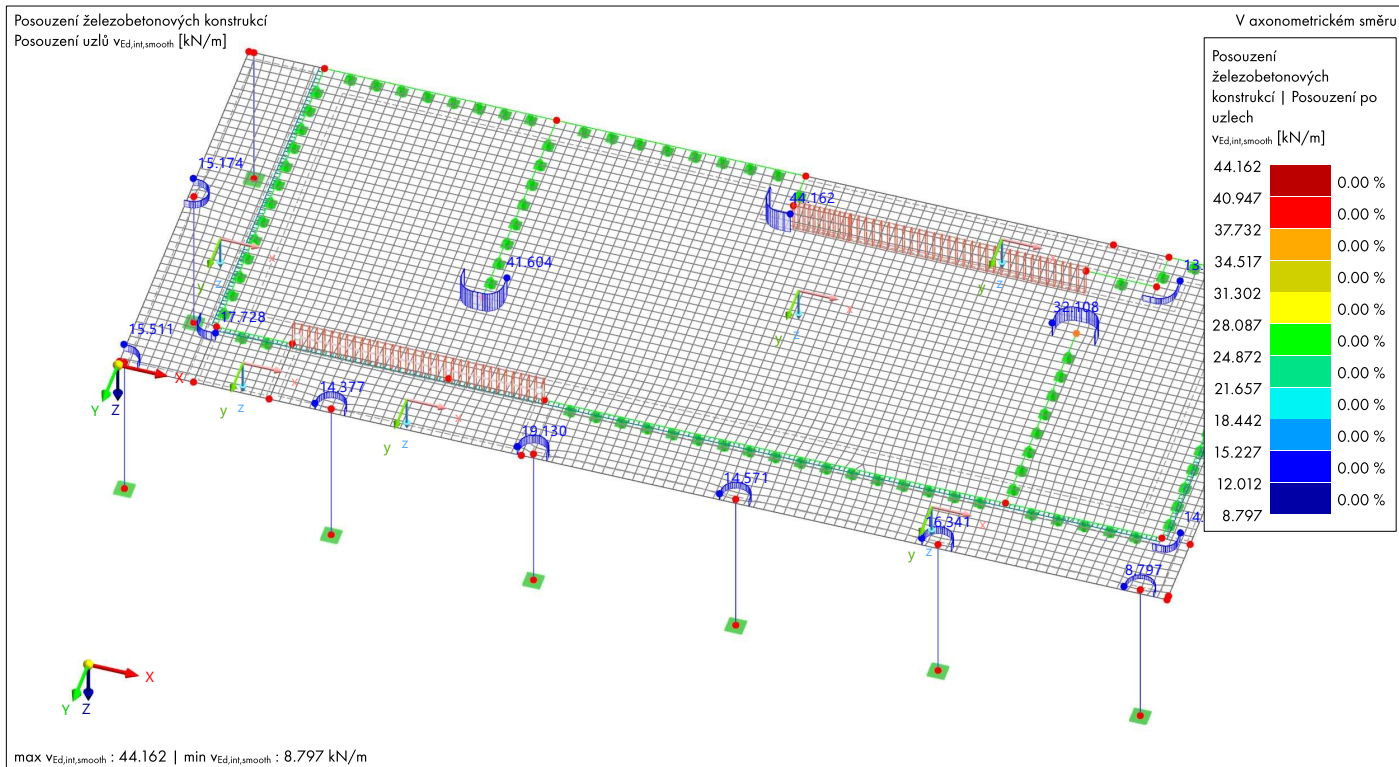 Posouzení železobetonových konstrukcí
Posouzení uzlů vEd,int,smooth [kN/m]
V axonometrickém směru
Posouzení
železobetonových
konstrukcí | Posouzení po
uzlech
vEd,int,smooth [kN/m]
44.162
0.00 %
40.947
0.00 %
37.732
0.00 %
34.517
0.00 %
31.302
0.00 %
28.087
0.00 %
24.872
0.00 %
21.657
0.00 %
18.442
0.00 %
15.227
0.00 %
12.012
0.00 %
8.797
15.174
44.162
41.604
13.
32.108
17.728
15.511
14.377
19.130
14.571
16.341
14.
8.797
x
y
z
x
y
z
x
y
z
x
y
z
x
y
z
x
y
z
X
Y
Z
X
Y
Z
max vEd,int,smooth : 44.162 | min vEd,int,smooth : 8.797 kN/m